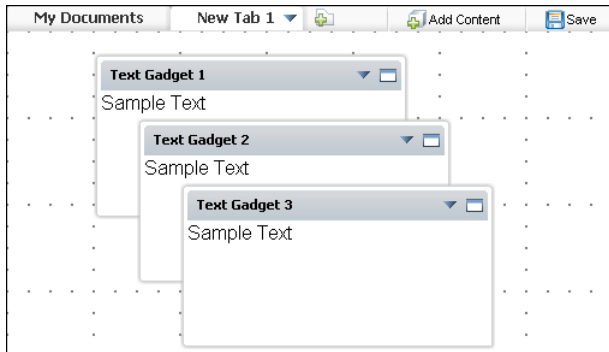 My Documents New Tab 1 Add Content Save
Text Gadget 1
Sample Text
Text Gadget 2
Sample Text
Text Gadget 3
Sample Text